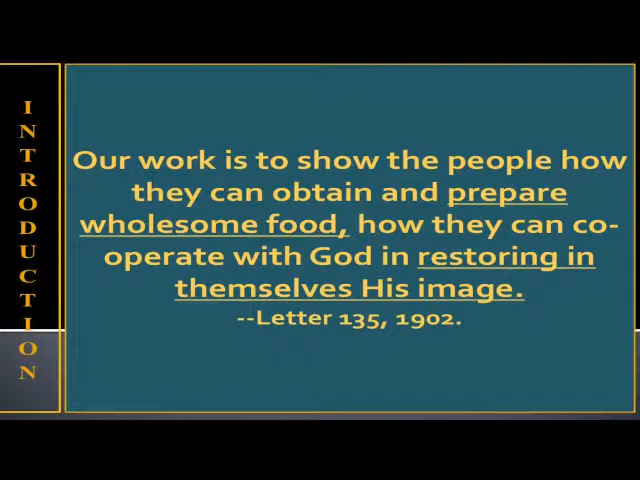 INTRODUCTION
Our work is to show the people how
they can obtain and prepare
wholesome food, how they can co-
operate with God in restoring in
themselves His image.
--Letter 135, 1902.